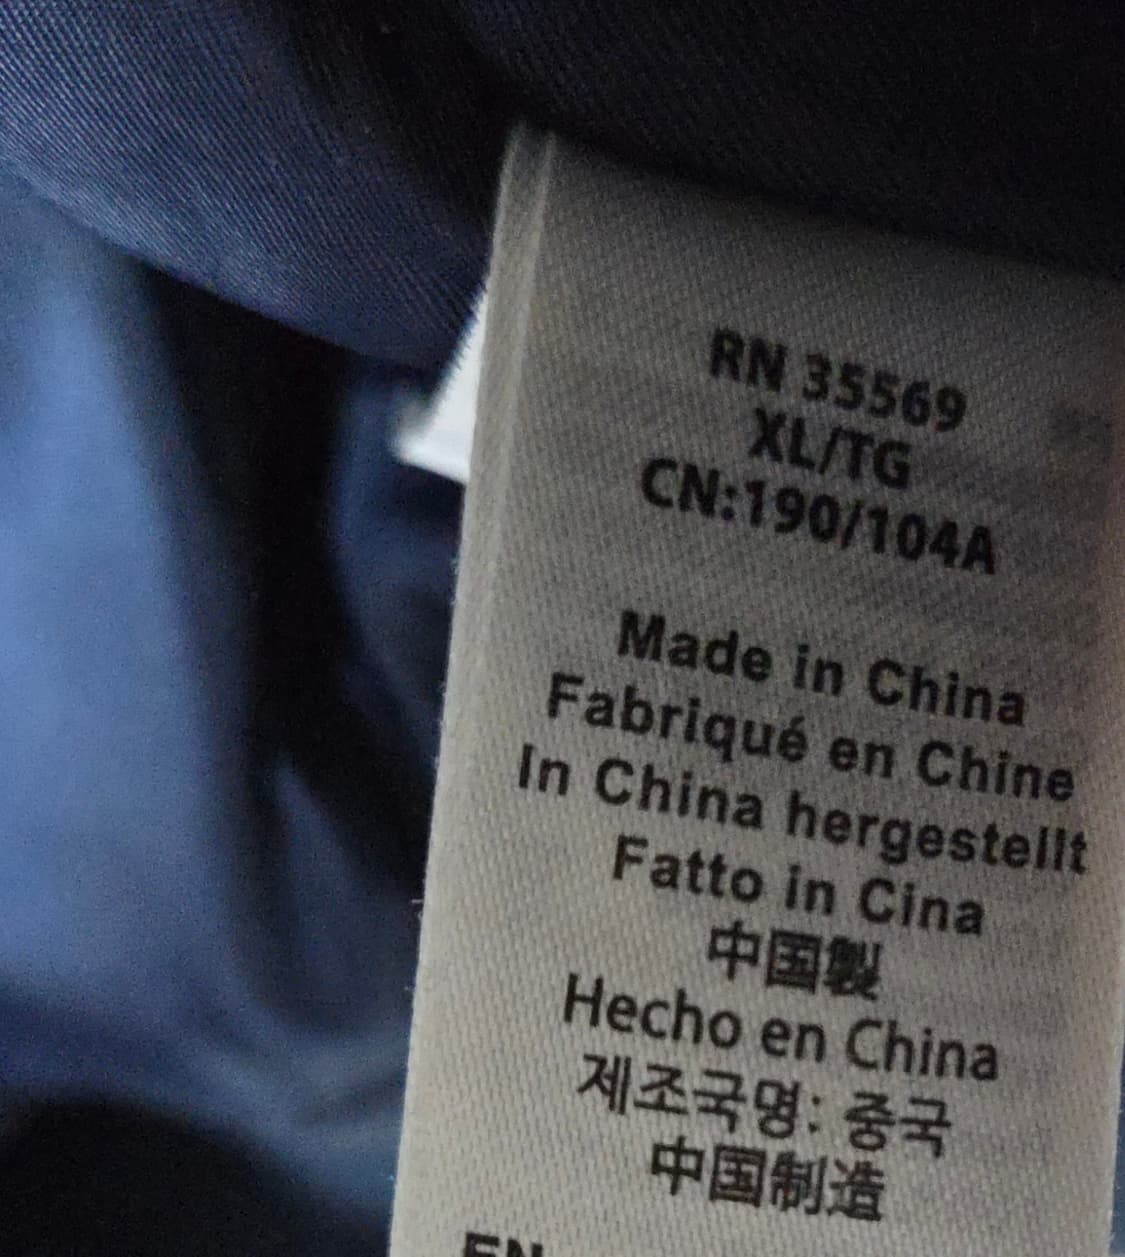 RN 35569
XL/TG
CN:190/104A
Made in China
Fabriqué en Chine
In China hergestellt
Fatto in Cina
中国製
Hecho en China
제조국명: 중국
中国制造
EN